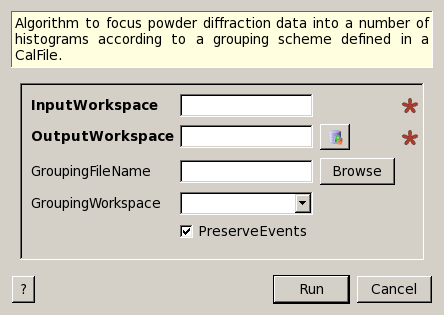 Algorithm to focus powder diffraction data into a number of
histograms according to a grouping scheme defined in a
CalFile.
InputWorkspace
OutputWorkspace
GroupingFileName Browse
GroupingWorkspace
PreserveEvents
? Run Cancel